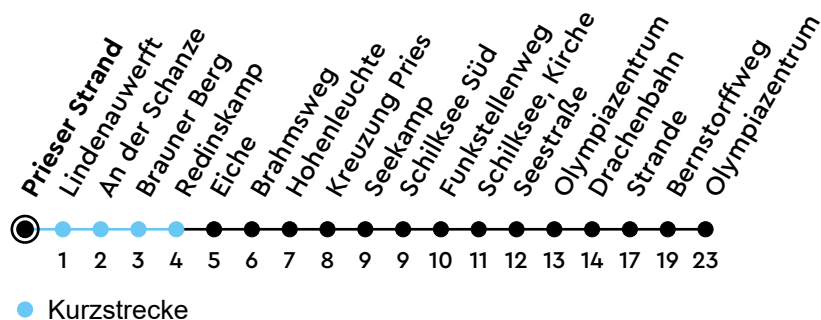 Prieser Strand
Lindenauwerft
An der Schanze
Brauner Berg
Redinskamp
Eiche
Brahmsweg
Hohenleuchte
Kreuzung Pries
Seekamp
Schilksee Süd
Funkstellenweg
Schilksee, Kirche
Seestraße
Olympiazentrum
Drachenbahn
Strande
Bernstorffweg
Olympiazentrum
1 2 3 4 5 6 7 8 9 9 10 11 12 13 14 17 19 23
Kurzstrecke